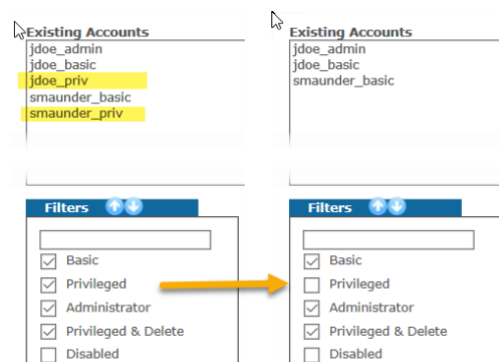 Existing Accounts
jdoe_admin
jdoe_basic
jdoe_priv
smaunder_basic
smaunder_priv
Filters
Basic
Privileged
Administrator
Privileged & Delete
Disabled
Existing Accounts
jdoe_admin
jdoe_basic
smaunder_basic
Filters
Basic
Privileged
Administrator
Privileged & Delete
Disabled